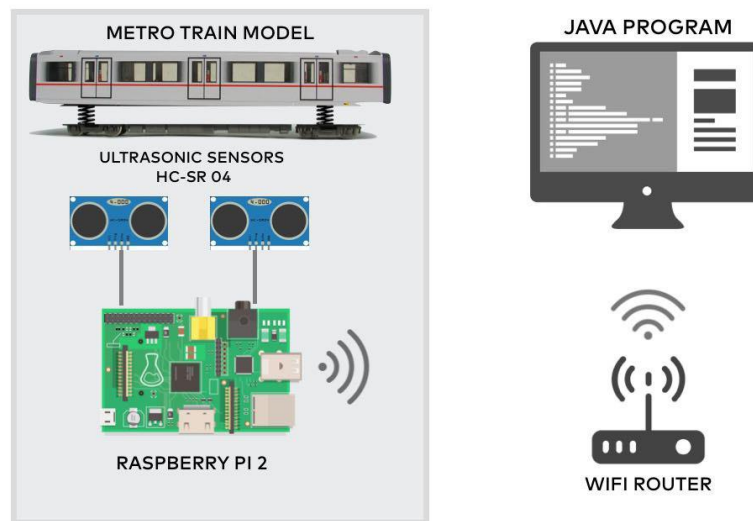 METRO TRAIN MODEL
ULTRASONIC SENSORS
HC-SR 04
RASPBERRY PI 2
JAVA PROGRAM
WIFI ROUTER